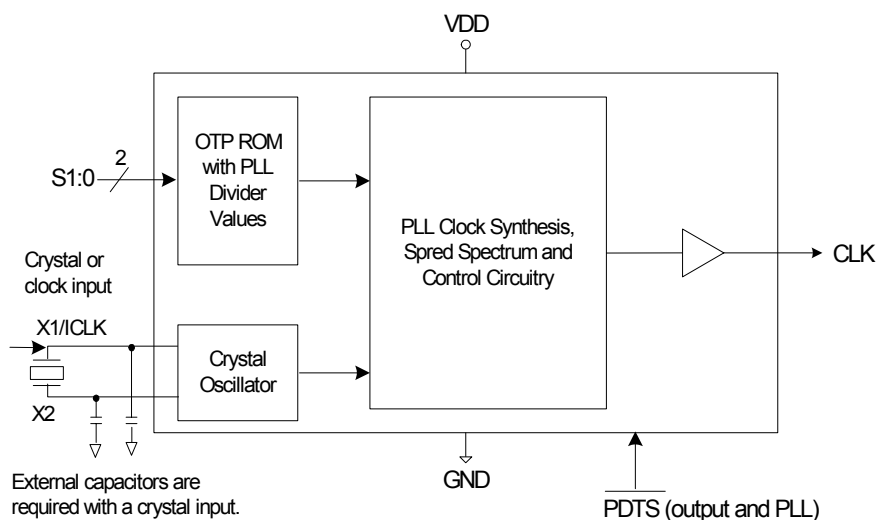 VDD
OTP ROM
with PLL
Divider
Values
2
S1:0
PLL Clock Synthesis,
Spred Spectrum and
Control Circuitry
CLK
Crystal or
clock input
X1/ICLK
Crystal
Oscillator
X2
External capacitors are
required with a crystal input.
GND
PDTS (output and PLL)